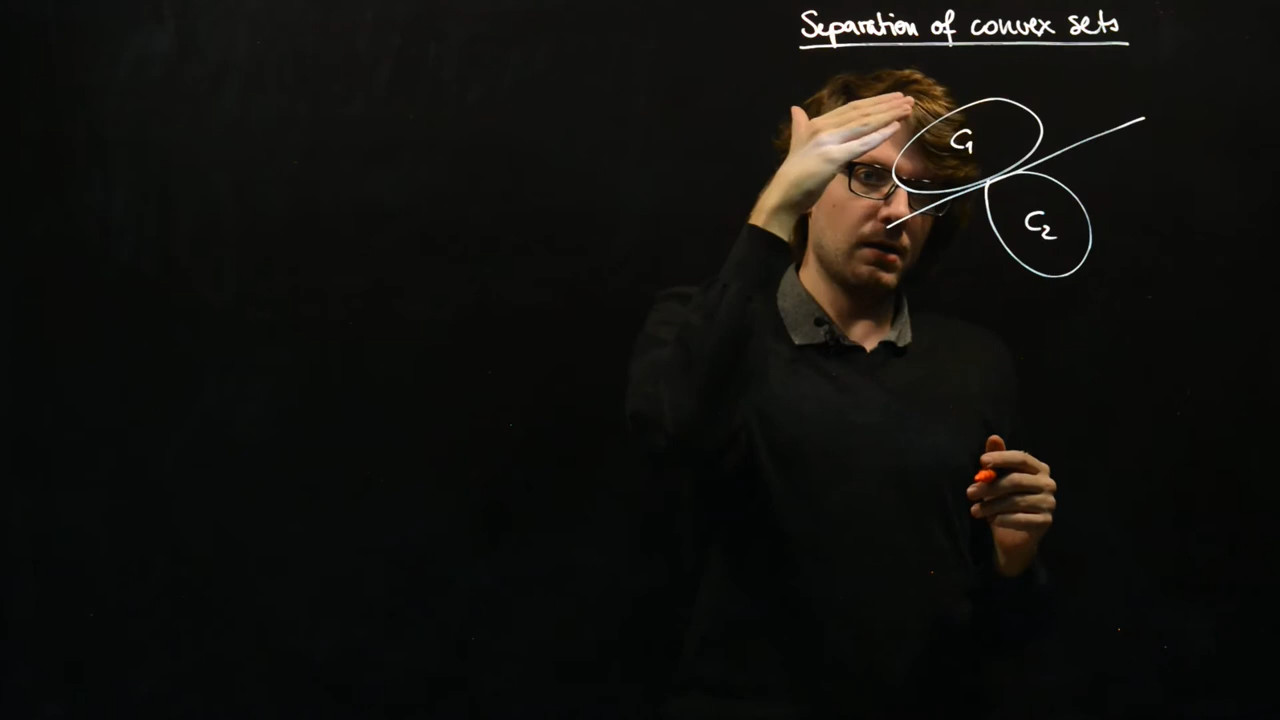 Separation of convex sets
C₁
C₂